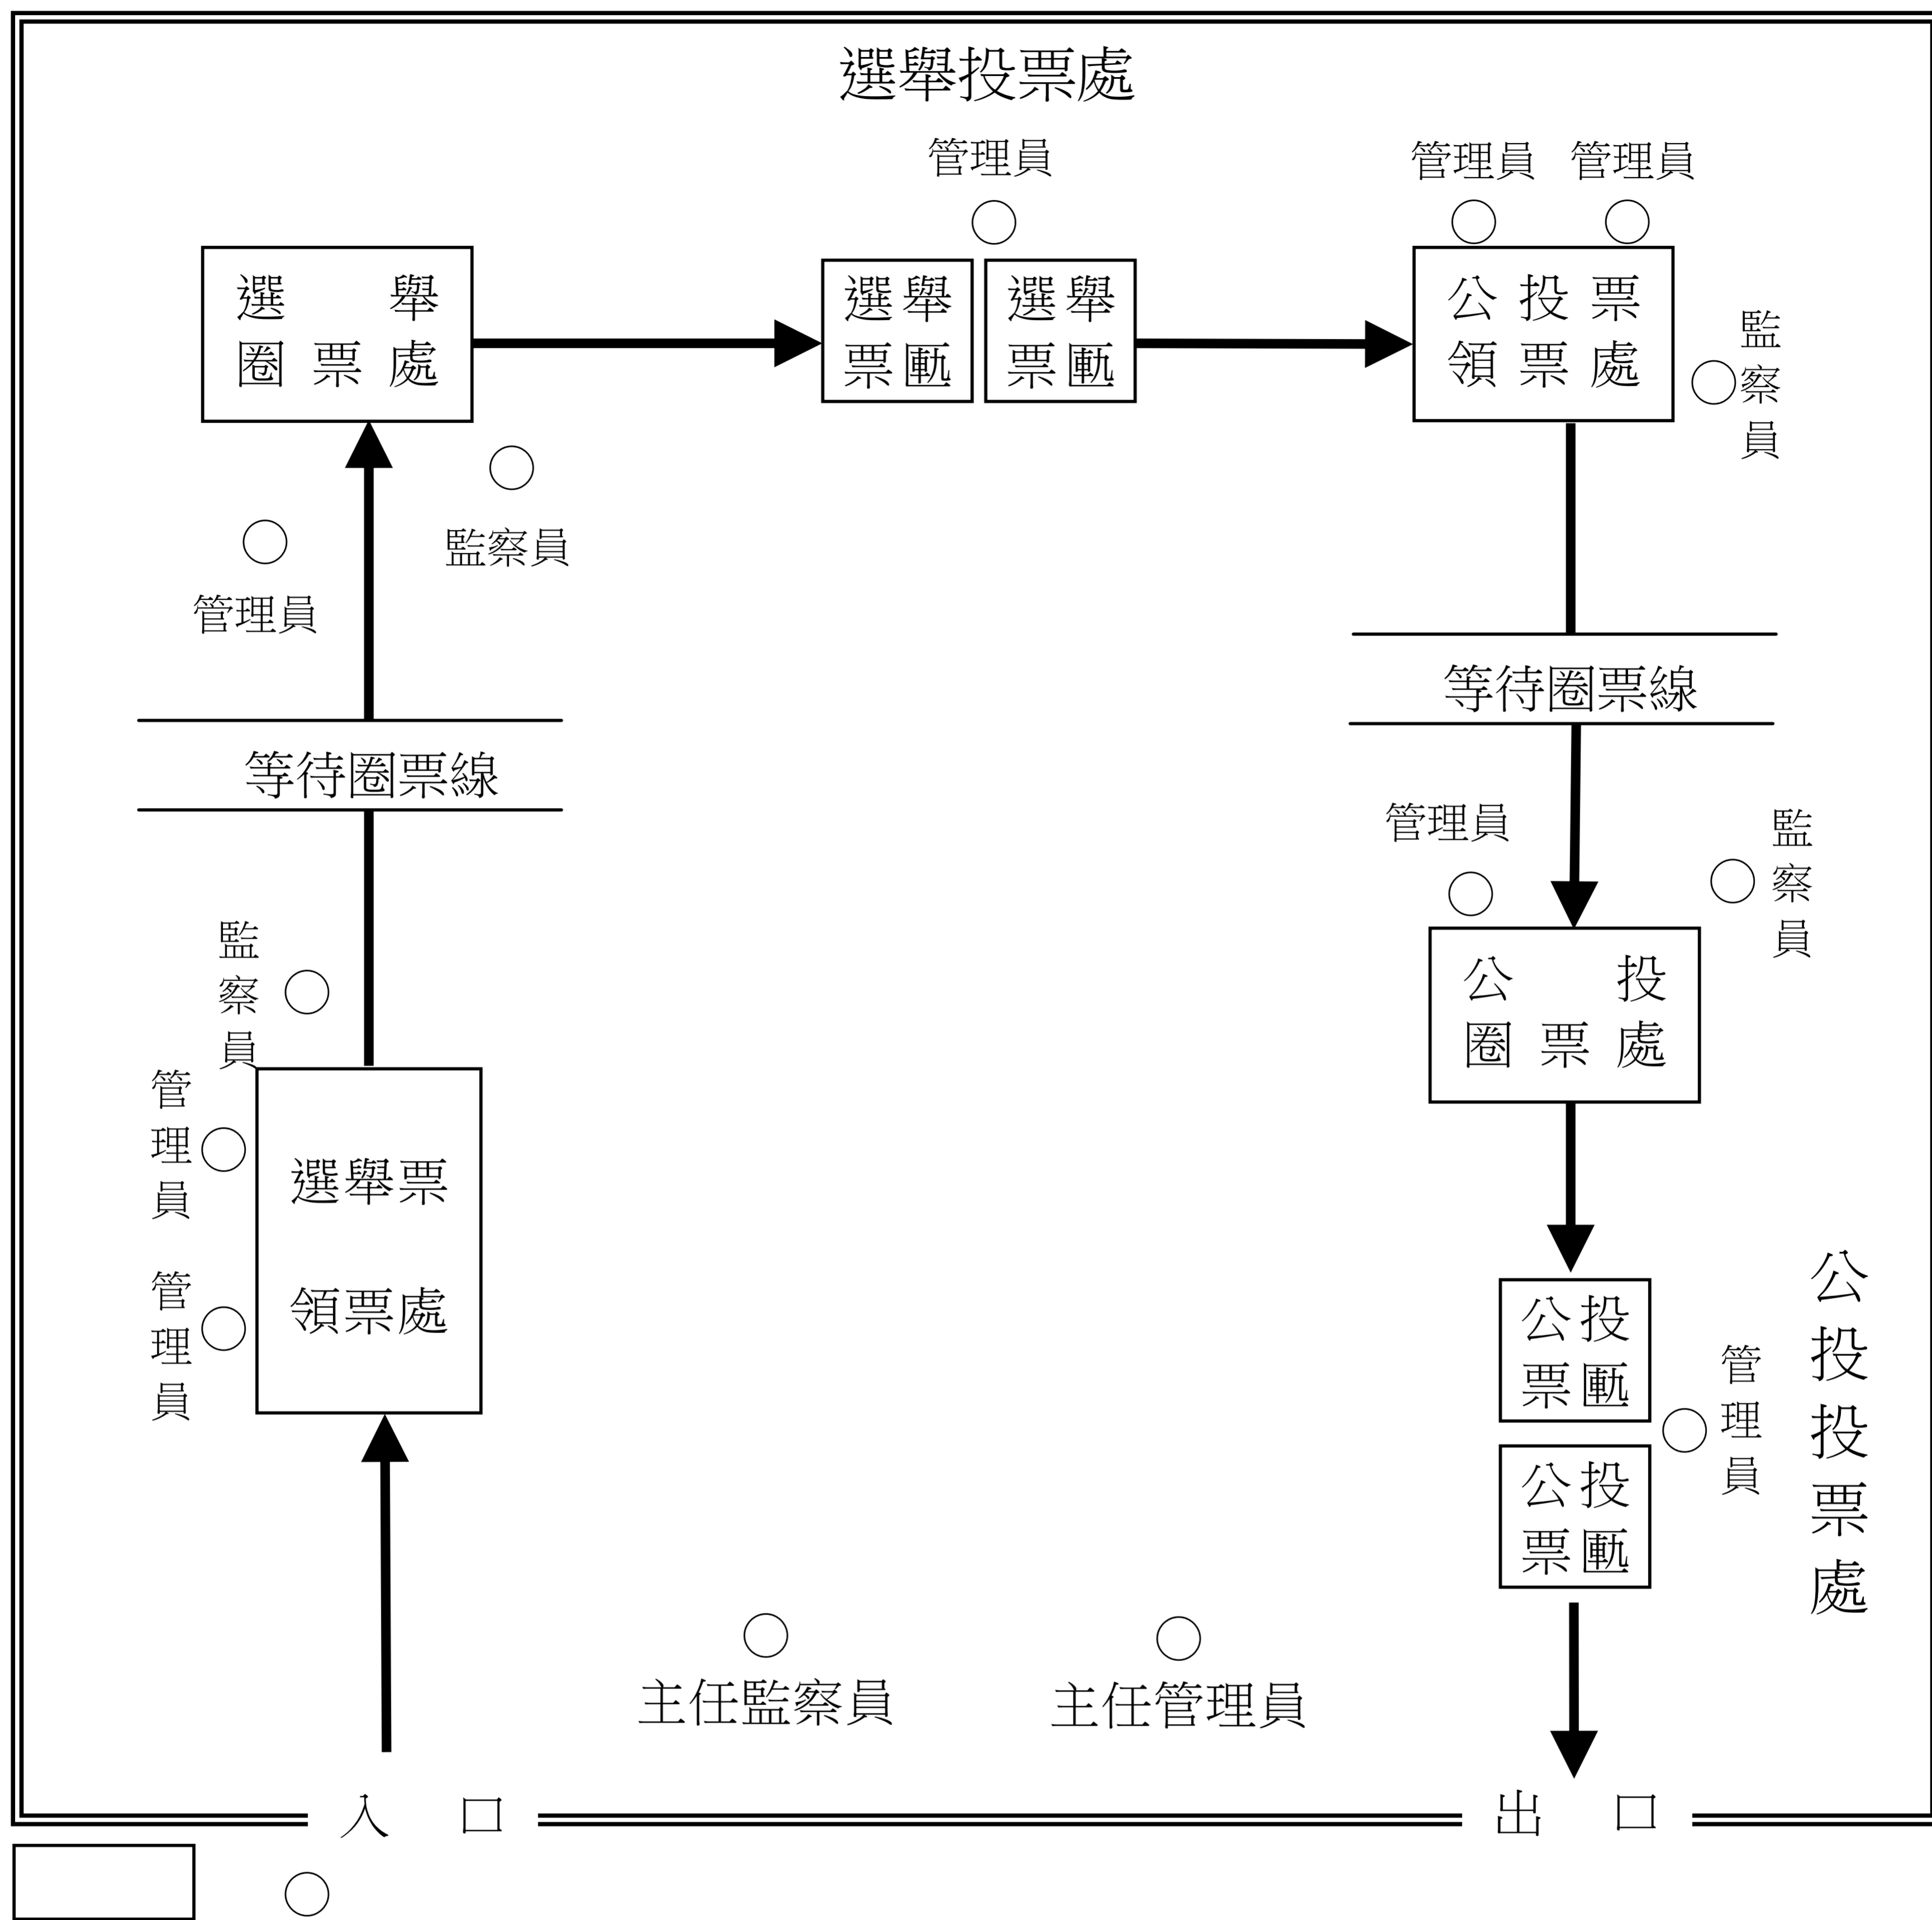 選舉投票處
管理員
管理員
管理員
選舉
圈票處
選舉
票匭
選舉
票匭
公投票
領票處
監察員
監察員
管理員
等待圈票線
等待圈票線
管理員
監察員
監察員
公投
圈票處
管理員
選舉票
領票處
管理員
公投
票匭
公投
票匭
管理員
公投投票處
主任監察員
主任管理員
入口
出口